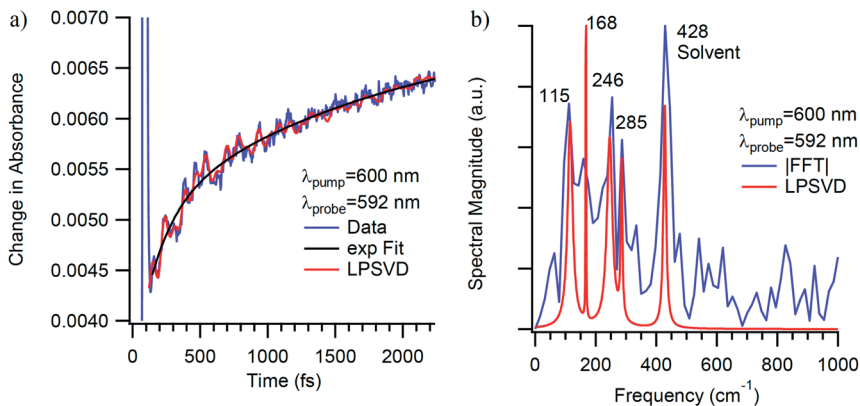 a)
0.0070
0.0065
0.0060
0.0055
0.0050
0.0045
0.0040
Change in Absorbance
0
500
1000
1500
2000
Time (fs)
λpump=600 nm
λprobe=592 nm
Data
exp Fit
LPSVD
b)
Spectral Magnitude (a.u.)
115
168
246
285
428
Solvent
λpump=600 nm
λprobe=592 nm
|FFT|
LPSVD
0
200
400
600
800
1000
Frequency (cm⁻¹)